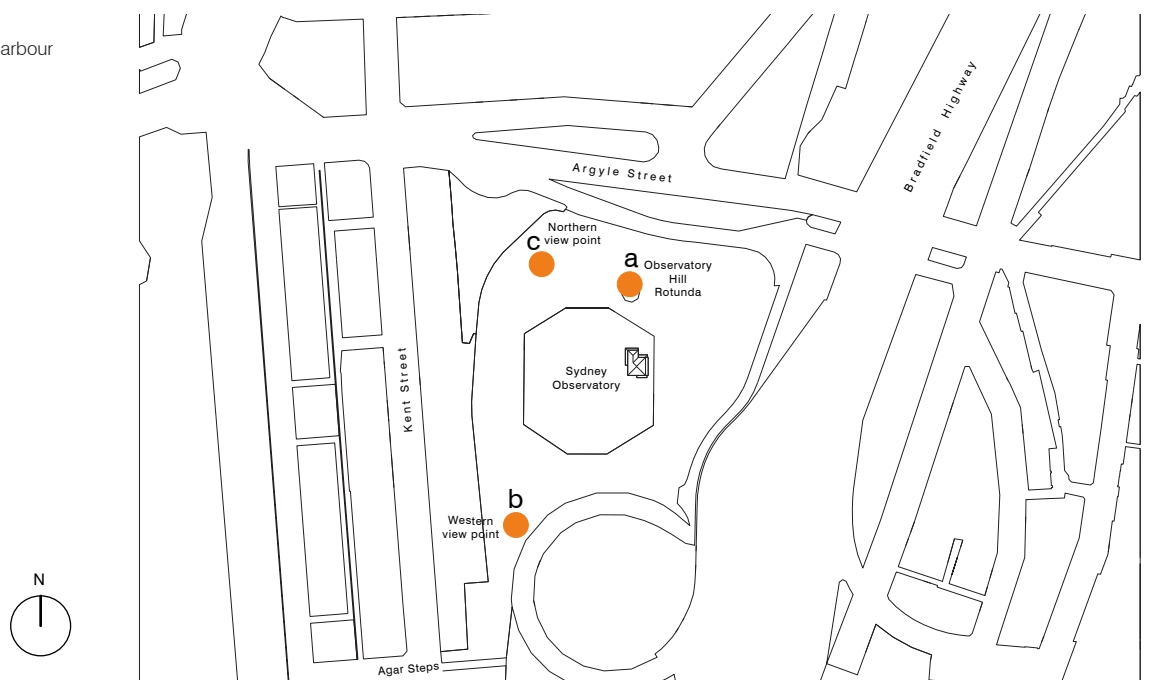 arbour
Bradfield Highway
Argyle Street
c
Northern
view point
a
Observatory
Hill
Rotunda
Sydney
Observatory
Kent Street
b
Western
view point
N
Agar Steps